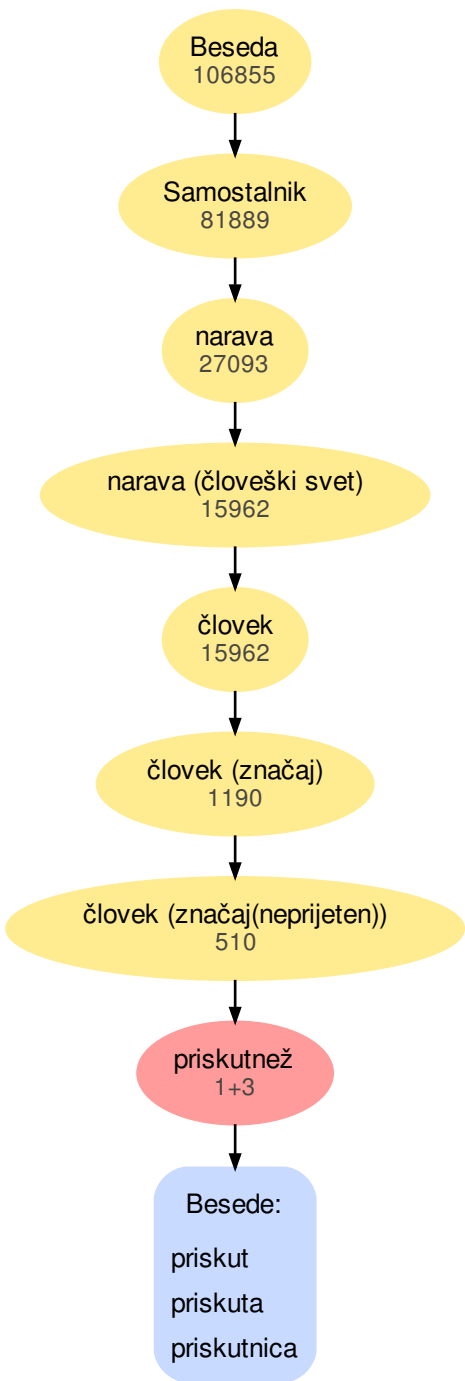 Beseda
106855
Samostalnik
81889
narava
27093
narava (človeški svet)
15962
človek
15962
človek (značaj)
1190
človek (značaj(neprijeten))
510
priskutnež
1+3
Besede:
priskut
priskuta
priskutnica